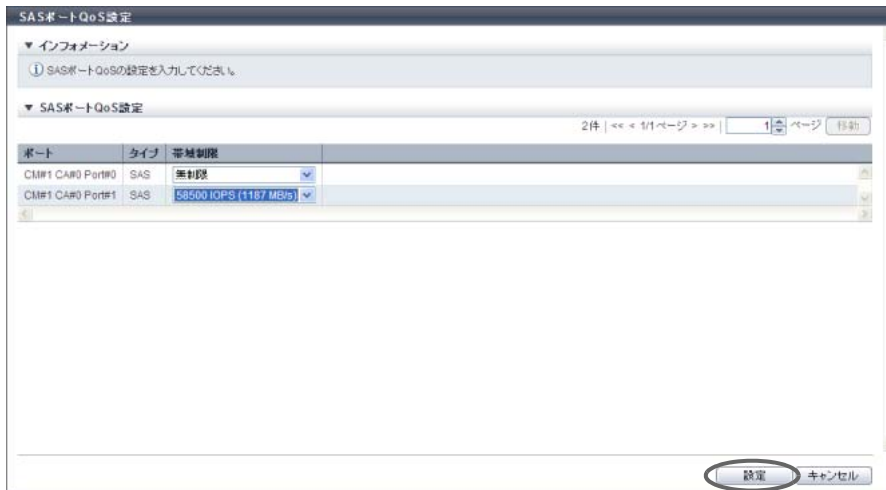 SASポートQoS設定
▼ インフォメーション
SASポートQoSの設定を入力してください。
▼ SASポートQoS設定
2件 | << < 1/1ページ > >> | 1 ページ 移動
ポート タイプ 帯域制限
CM#1 CA#0 Port#0 SAS 無制限
CM#1 CA#0 Port#1 SAS 58500 IOPS (1187 MB/s)
設定 キャンセル